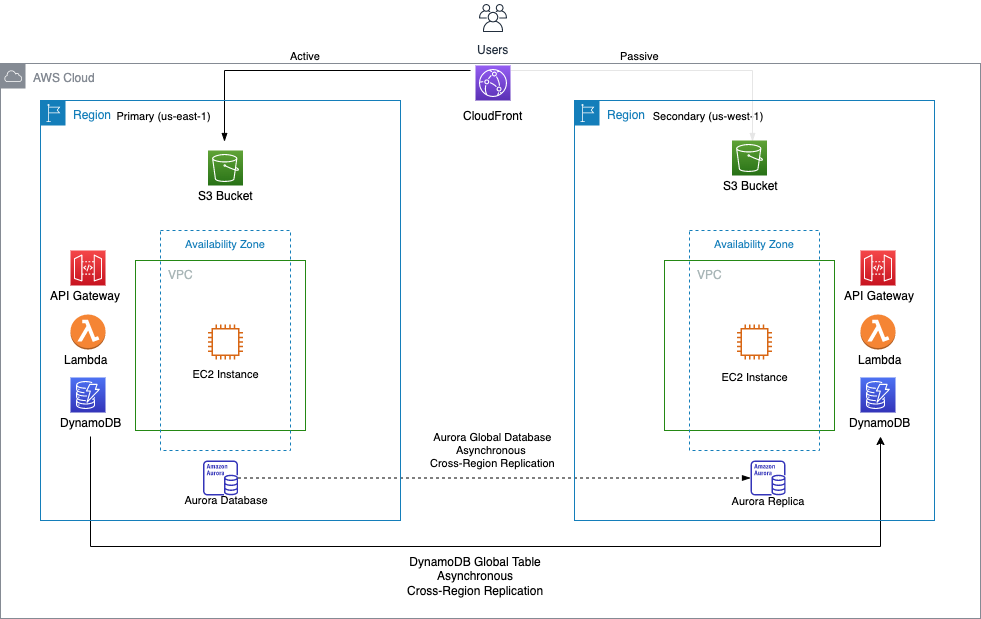 Users
Active
Passive
AWS Cloud
CloudFront
Region Primary (us-east-1)
Region Secondary (us-west-1)
S3 Bucket
S3 Bucket
Availability Zone
Availability Zone
VPC
VPC
API Gateway
API Gateway
Lambda
Lambda
EC2 Instance
EC2 Instance
DynamoDB
DynamoDB
Aurora Global Database
Asynchronous
Cross-Region Replication
Amazon
Aurora
Aurora Database
Amazon
Aurora
Aurora Replica
DynamoDB Global Table
Asynchronous
Cross-Region Replication